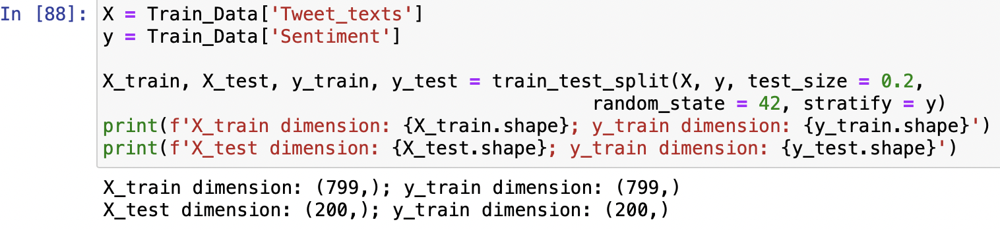 In [88]: X = Train_Data['Tweet_texts']
y = Train_Data['Sentiment']
X_train, X_test, y_train, y_test = train_test_split(X, y, test_size = 0.2,
random_state = 42, stratify = y)
print(f'X_train dimension: {X_train.shape}; y_train dimension: {y_train.shape}')
print(f'X_test dimension: {X_test.shape}; y_train dimension: {y_test.shape}')
X_train dimension: (799,); y_train dimension: (799,)
X_test dimension: (200,); y_train dimension: (200,)